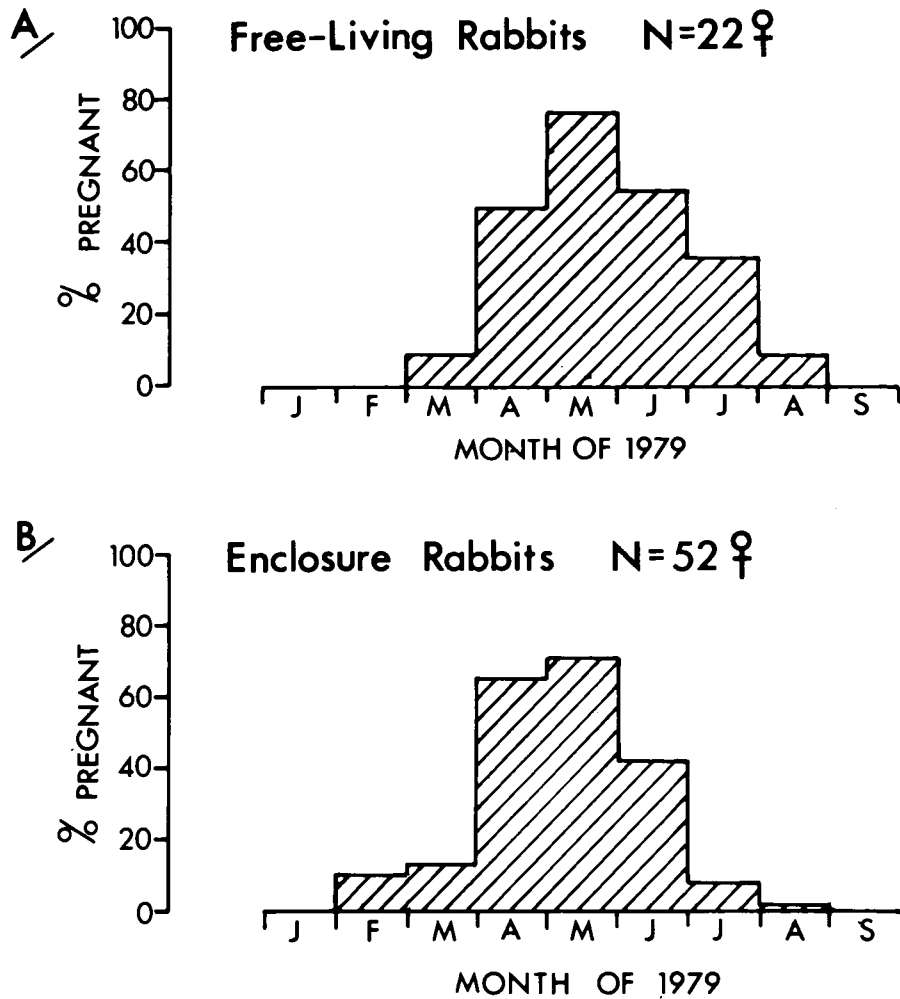 A/
Free-Living Rabbits N=22♀
100
80
60
40
20
0
% PREGNANT
J F M A M J J A S
MONTH OF 1979
B/
Enclosure Rabbits N=52♀
100
80
60
40
20
0
% PREGNANT
J F M A M J J A S
MONTH OF 1979